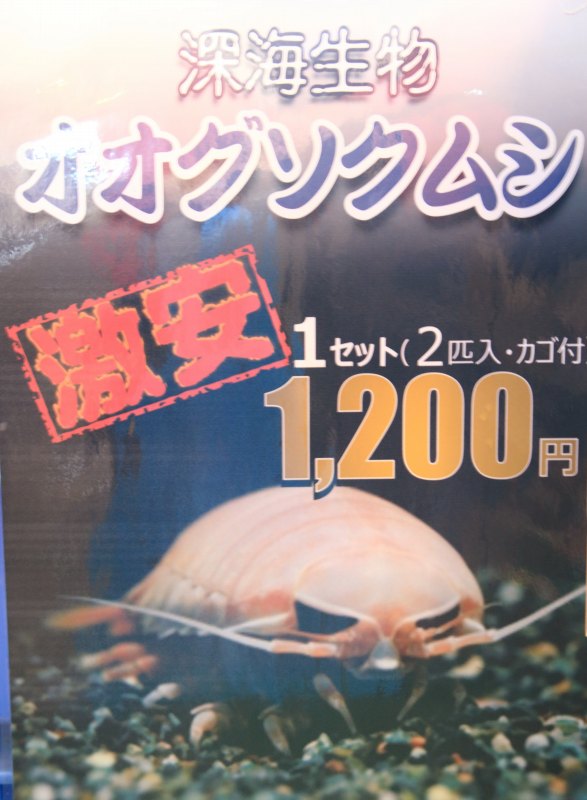 深海生物
オオグソクムシ
激安
1セット(2匹入・カゴ付)
1,200円